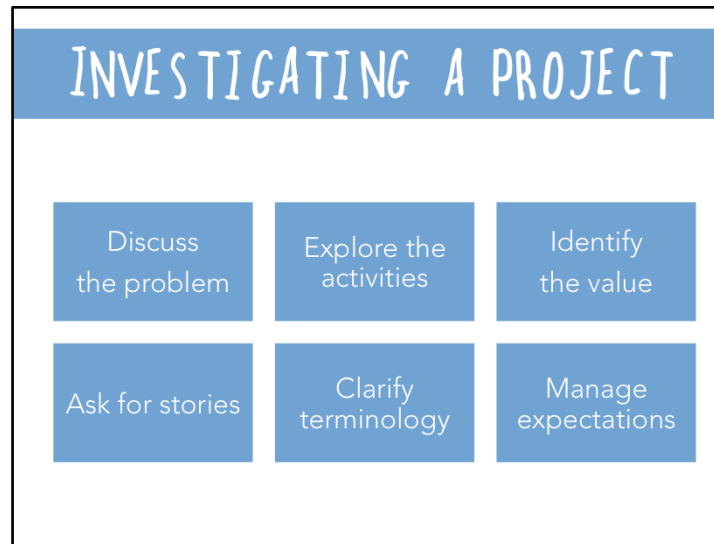 INVESTIGATING A PROJECT
Discuss
the problem
Explore the
activities
Identify
the value
Ask for stories
Clarify
terminology
Manage
expectations